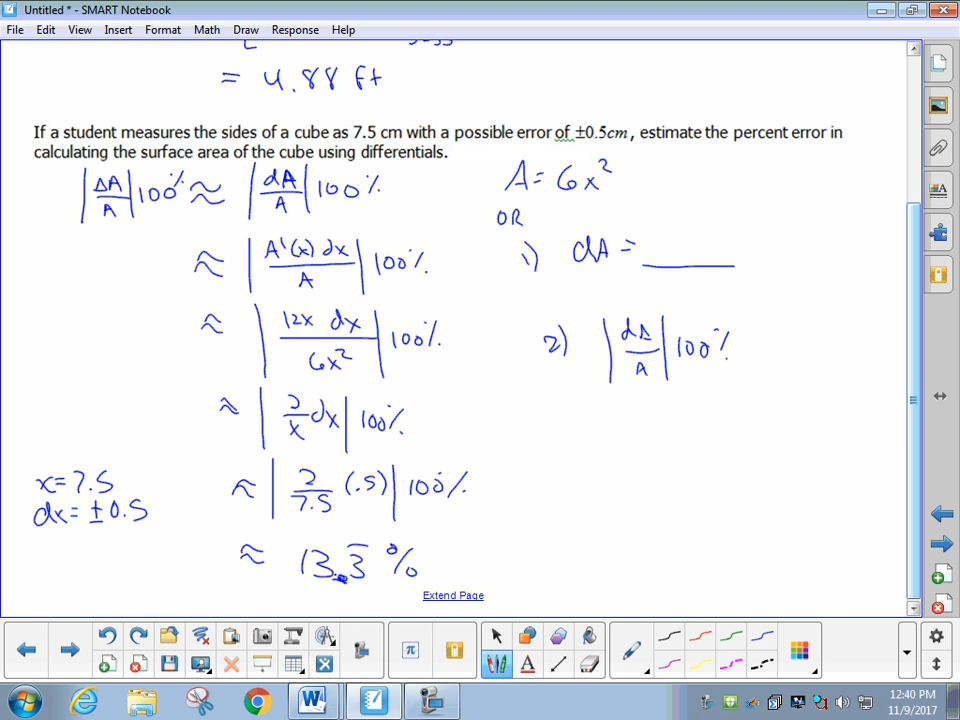 Untitled * - SMART Notebook
File Edit View Insert Format Math Draw Response Help
= 4.88 ft
If a student measures the sides of a cube as 7.5 cm with a possible error of ±0.5cm, estimate the percent error in
calculating the surface area of the cube using differentials.
|ΔA/A| 100% ≈ |dA/A| 100%
≈ |A'(x) dx/A| 100%
≈ |12x dx/6x²| 100%
≈ |2/x dx| 100%
x = 7.5
dx = ±0.5
≈ |2/7.5 (.5)| 100%
≈ 13.3̅ %
A = 6x²
OR
1) dA = ______
2) |dA/A| 100%
Extend Page
12:40 PM
11/9/2017